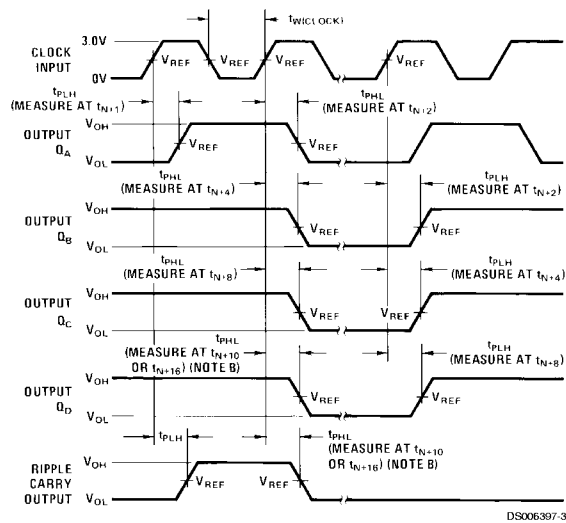 tW(CLOCK)
CLOCK INPUT
3.0V
0V
VREF VREF VREF VREF
tPLH
(MEASURE AT tN+1)
tPHL
(MEASURE AT tN+2)
OUTPUT QA
VOH
VOL
VREF VREF
tPHL
(MEASURE AT tN+4)
tPLH
(MEASURE AT tN+2)
OUTPUT QB
VOH
VOL
VREF VREF
tPHL
(MEASURE AT tN+8)
tPLH
(MEASURE AT tN+4)
OUTPUT QC
VOH
VOL
VREF VREF
tPHL
(MEASURE AT tN+10
OR tN+16) (NOTE B)
tPLH
(MEASURE AT tN+8)
OUTPUT QD
VOH
VOL
VREF VREF
tPLH
tPHL
(MEASURE AT tN+10
OR tN+16) (NOTE B)
RIPPLE CARRY OUTPUT
VOH
VOL
VREF VREF
DS006397-3